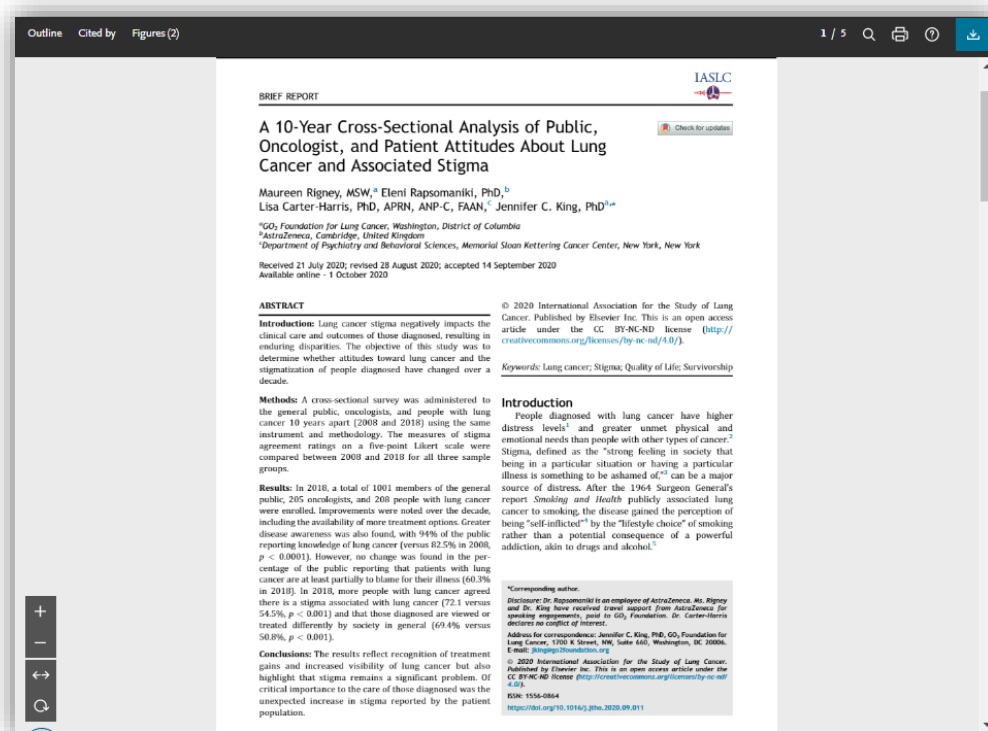 Outline Cited by Figures (2)
1 / 5
IASLC
BRIEF REPORT
A 10-Year Cross-Sectional Analysis of Public,
Oncologist, and Patient Attitudes About Lung
Cancer and Associated Stigma
Check for updates
Maureen Rigney, MSW,a Eleni Rapsomaniki, PhD,b
Lisa Carter-Harris, PhD, APRN, ANP-C, FAAN,c Jennifer C. King, PhDa,*
aGO2 Foundation for Lung Cancer, Washington, District of Columbia
bAstraZeneca, Cambridge, United Kingdom
cDepartment of Psychiatry and Behavioral Sciences, Memorial Sloan Kettering Cancer Center, New York, New York
Received 21 July 2020; revised 28 August 2020; accepted 14 September 2020
Available online - 1 October 2020
ABSTRACT
Introduction: Lung cancer stigma negatively impacts the
clinical care and outcomes of those diagnosed, resulting in
enduring disparities. The objective of this study was to
determine whether attitudes toward lung cancer and the
stigmatization of people diagnosed have changed over a
decade.
Methods: A cross-sectional survey was administered to
the general public, oncologists, and people with lung
cancer 10 years apart (2008 and 2018) using the same
instrument and methodology. The measures of stigma
agreement ratings on a five-point Likert scale were
compared between 2008 and 2018 for all three sample
groups.
Results: In 2018, a total of 1001 members of the general
public, 205 oncologists, and 208 people with lung cancer
were enrolled. Improvements were noted over the decade,
including the availability of more treatment options. Greater
disease awareness was also found, with 94% of the public
reporting knowledge of lung cancer (versus 82.5% in 2008,
p < 0.0001). However, no change was found in the per-
centage of the public reporting that patients with lung
cancer are at least partially to blame for their illness (60.3%
in 2018). In 2018, more people with lung cancer agreed
there is a stigma associated with lung cancer (72.1 versus
54.5%, p < 0.001) and that those diagnosed are viewed or
treated differently by society in general (69.4% versus
50.8%, p < 0.001).
Conclusions: The results reflect recognition of treatment
gains and increased visibility of lung cancer but also
highlight that stigma remains a significant problem. Of
critical importance to the care of those diagnosed was the
unexpected increase in stigma reported by the patient
population.
© 2020 International Association for the Study of Lung
Cancer. Published by Elsevier Inc. This is an open access
article under the CC BY-NC-ND license (http://
creativecommons.org/licenses/by-nc-nd/4.0/).
Keywords: Lung cancer; Stigma; Quality of Life; Survivorship
Introduction
People diagnosed with lung cancer have higher
distress levels1 and greater unmet physical and
emotional needs than people with other types of cancer.2
Stigma, defined as the "strong feeling in society that
being in a particular situation or having a particular
illness is something to be ashamed of,"3 can be a major
source of distress. After the 1964 Surgeon General's
report Smoking and Health publicly associated lung
cancer to smoking, the disease gained the perception of
being "self-inflicted"4 by the "lifestyle choice" of smoking
rather than a potential consequence of a powerful
addiction, akin to drugs and alcohol.5
*Corresponding author.
Disclosure: Dr. Rapsomaniki is an employee of AstraZeneca. Ms. Rigney
and Dr. King have received travel support from AstraZeneca for
speaking engagements, paid to GO2 Foundation. Dr. Carter-Harris
declares no conflict of interest.
Address for correspondence: Jennifer C. King, PhD, GO2 Foundation for
Lung Cancer, 1700 K Street, NW, Suite 660, Washington, DC 20006.
E-mail: jking@go2foundation.org
© 2020 International Association for the Study of Lung Cancer.
Published by Elsevier Inc. This is an open access article under the
CC BY-NC-ND license (http://creativecommons.org/licenses/by-nc-nd/
4.0/).
ISSN: 1556-0864
https://doi.org/10.1016/j.jtho.2020.09.011